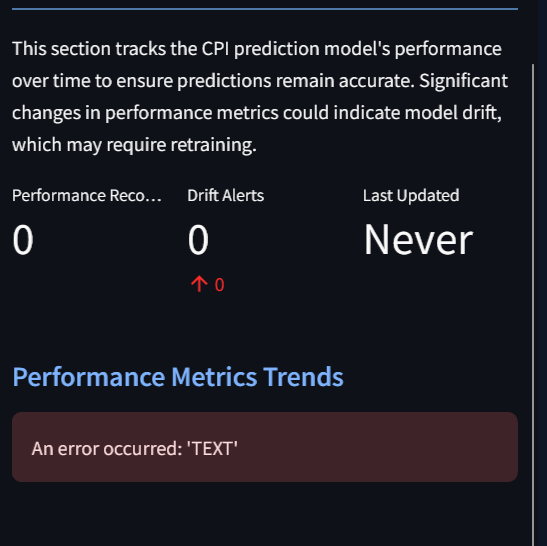 This section tracks the CPI prediction model's performance
over time to ensure predictions remain accurate. Significant
changes in performance metrics could indicate model drift,
which may require retraining.
Performance Reco… Drift Alerts Last Updated
0 0 Never
↑ 0
Performance Metrics Trends
An error occurred: 'TEXT'